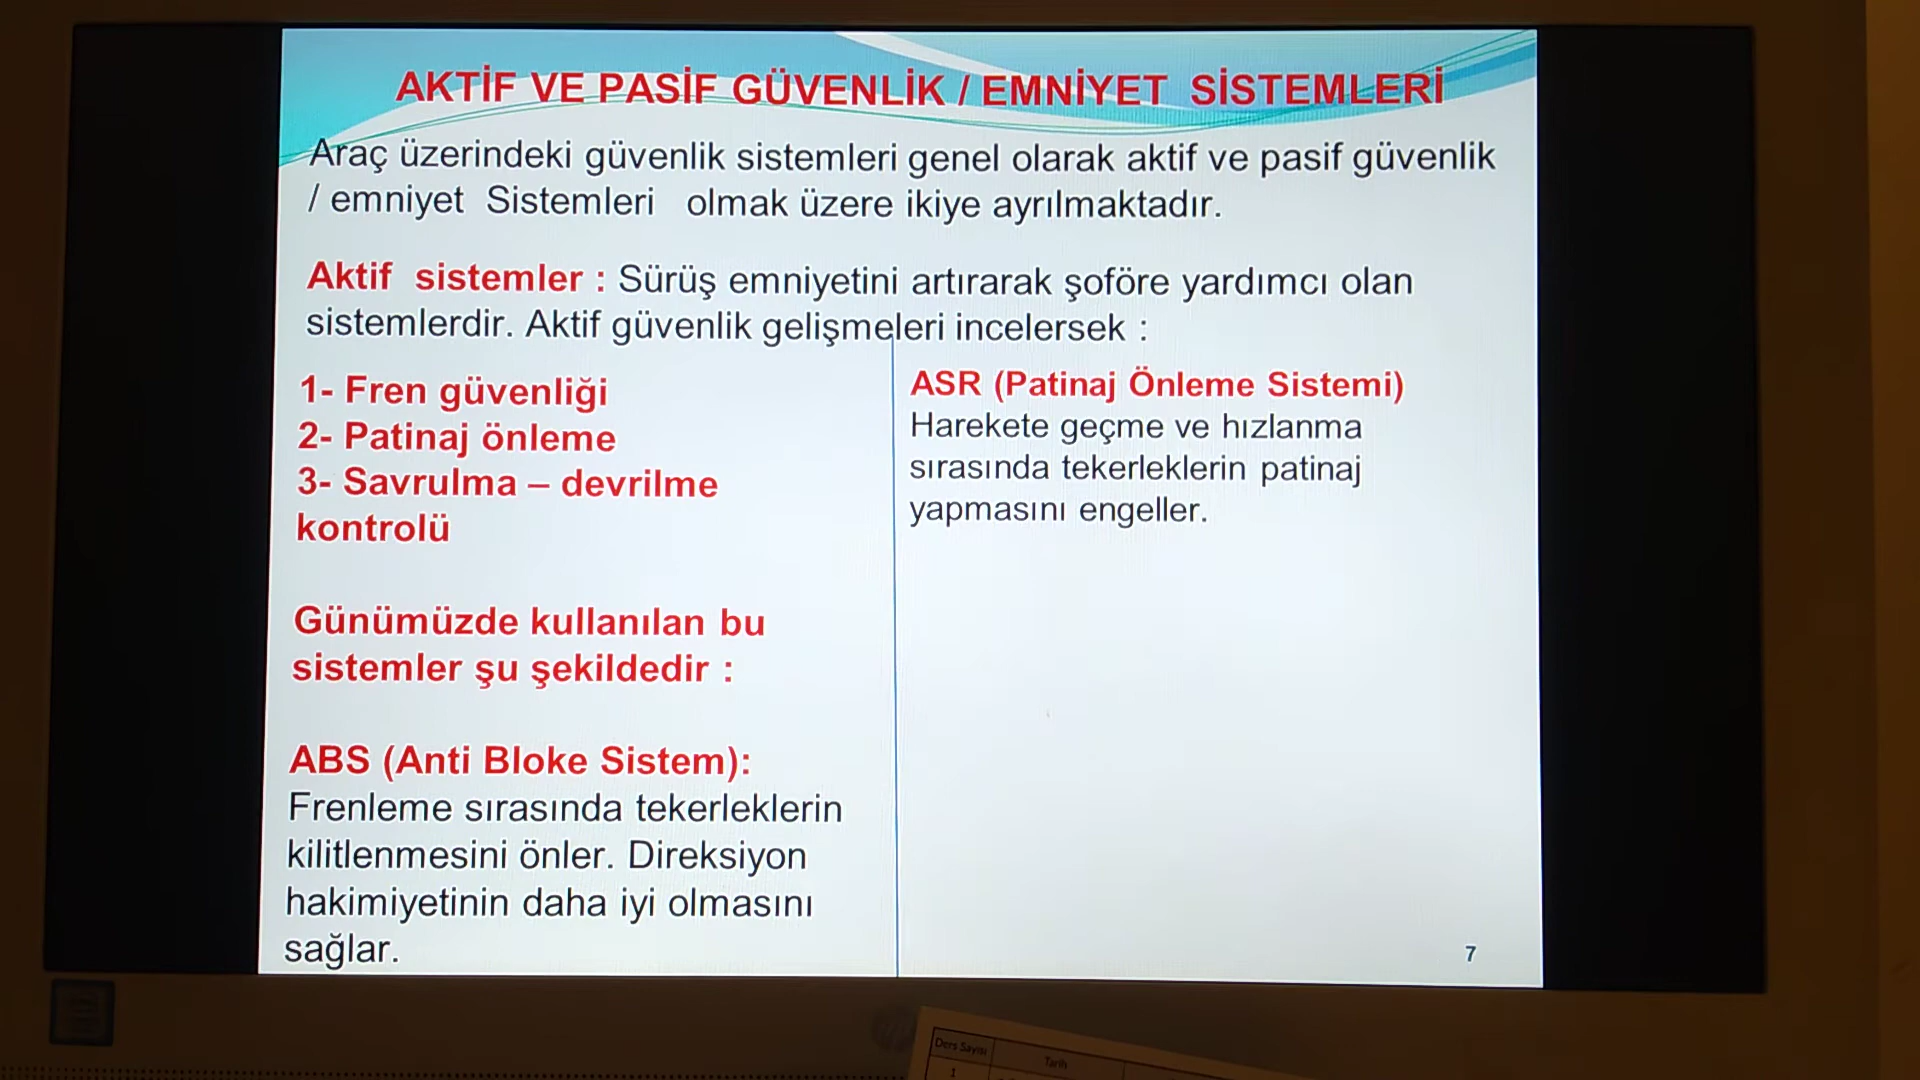 AKTİF VE PASİF GÜVENLİK / EMNİYET SİSTEMLERİ
Araç üzerindeki güvenlik sistemleri genel olarak aktif ve pasif güvenlik
/ emniyet Sistemleri olmak üzere ikiye ayrılmaktadır.
Aktif sistemler : Sürüş emniyetini artırarak şoföre yardımcı olan
sistemlerdir. Aktif güvenlik gelişmeleri incelersek :
1- Fren güvenliği
2- Patinaj önleme
3- Savrulma – devrilme
kontrolü
Günümüzde kullanılan bu
sistemler şu şekildedir :
ABS (Anti Bloke Sistem):
Frenleme sırasında tekerleklerin
kilitlenmesini önler. Direksiyon
hakimiyetinin daha iyi olmasını
sağlar.
ASR (Patinaj Önleme Sistemi)
Harekete geçme ve hızlanma
sırasında tekerleklerin patinaj
yapmasını engeller.
7
Ders Sayısı
Tarih
1